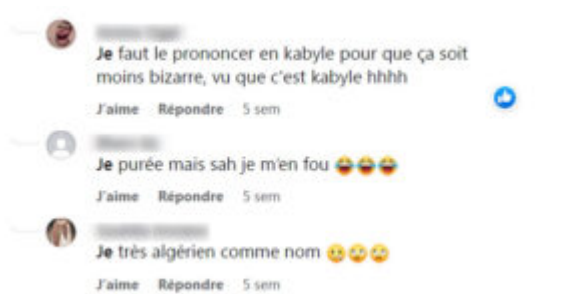 Je faut le prononcer en kabyle pour que ça soit
moins bizarre, vu que c'est kabyle hhhh
J'aime Répondre 5 sem
Je purée mais sah je m'en fou 😂😂😂
J'aime Répondre 5 sem
Je très algérien comme nom 🙄🙄🙄
J'aime Répondre 5 sem